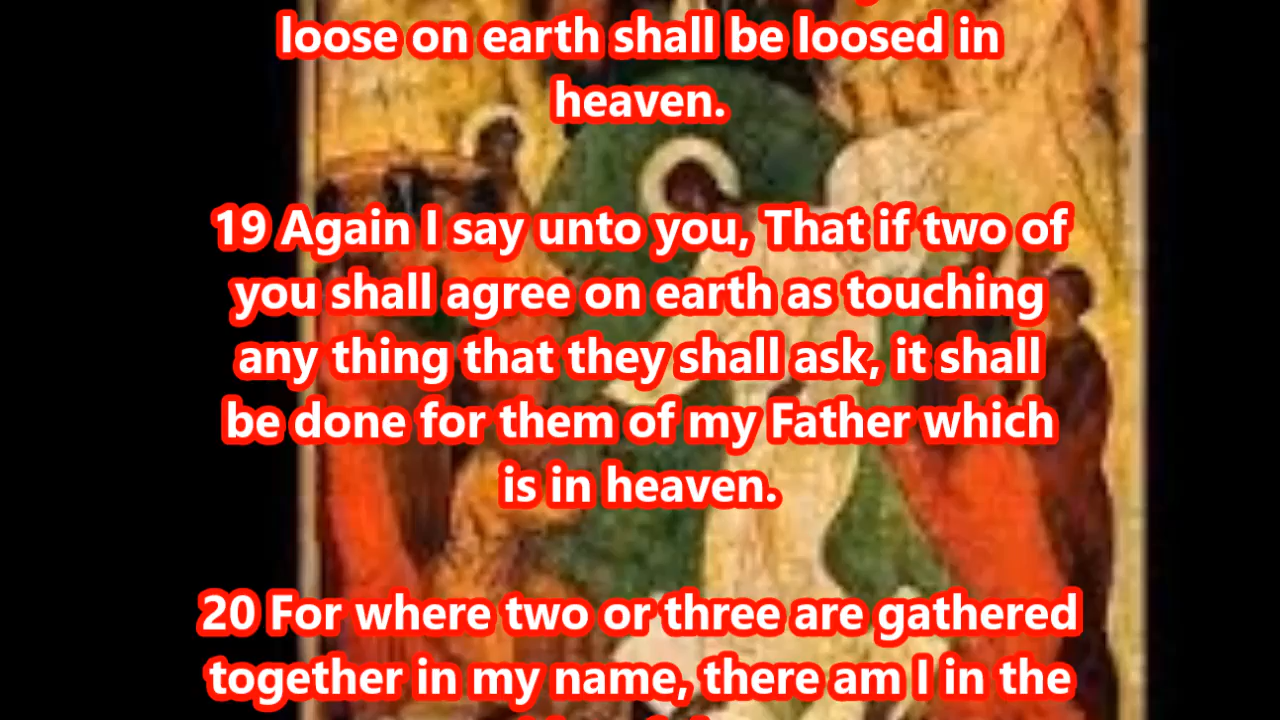 loose on earth shall be loosed in
heaven.
19 Again I say unto you, That if two of
you shall agree on earth as touching
any thing that they shall ask, it shall
be done for them of my Father which
is in heaven.
20 For where two or three are gathered
together in my name, there am I in the